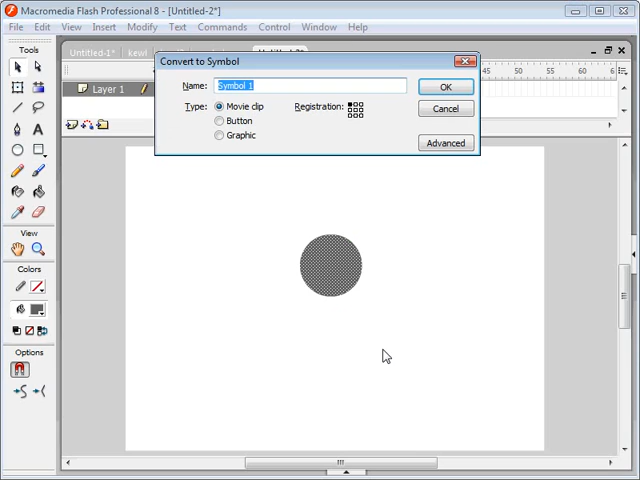 Macromedia Flash Professional 8 - [Untitled-2*]
File Edit View Insert Modify Text Commands Control Window Help
Tools
Untitled-1* kewi
Convert to Symbol
Name: Symbol 1
OK
Type: Movie clip
Registration:
Cancel
Button
Graphic
Advanced
Layer 1
45 50 55 60 65
View
Colors
Options